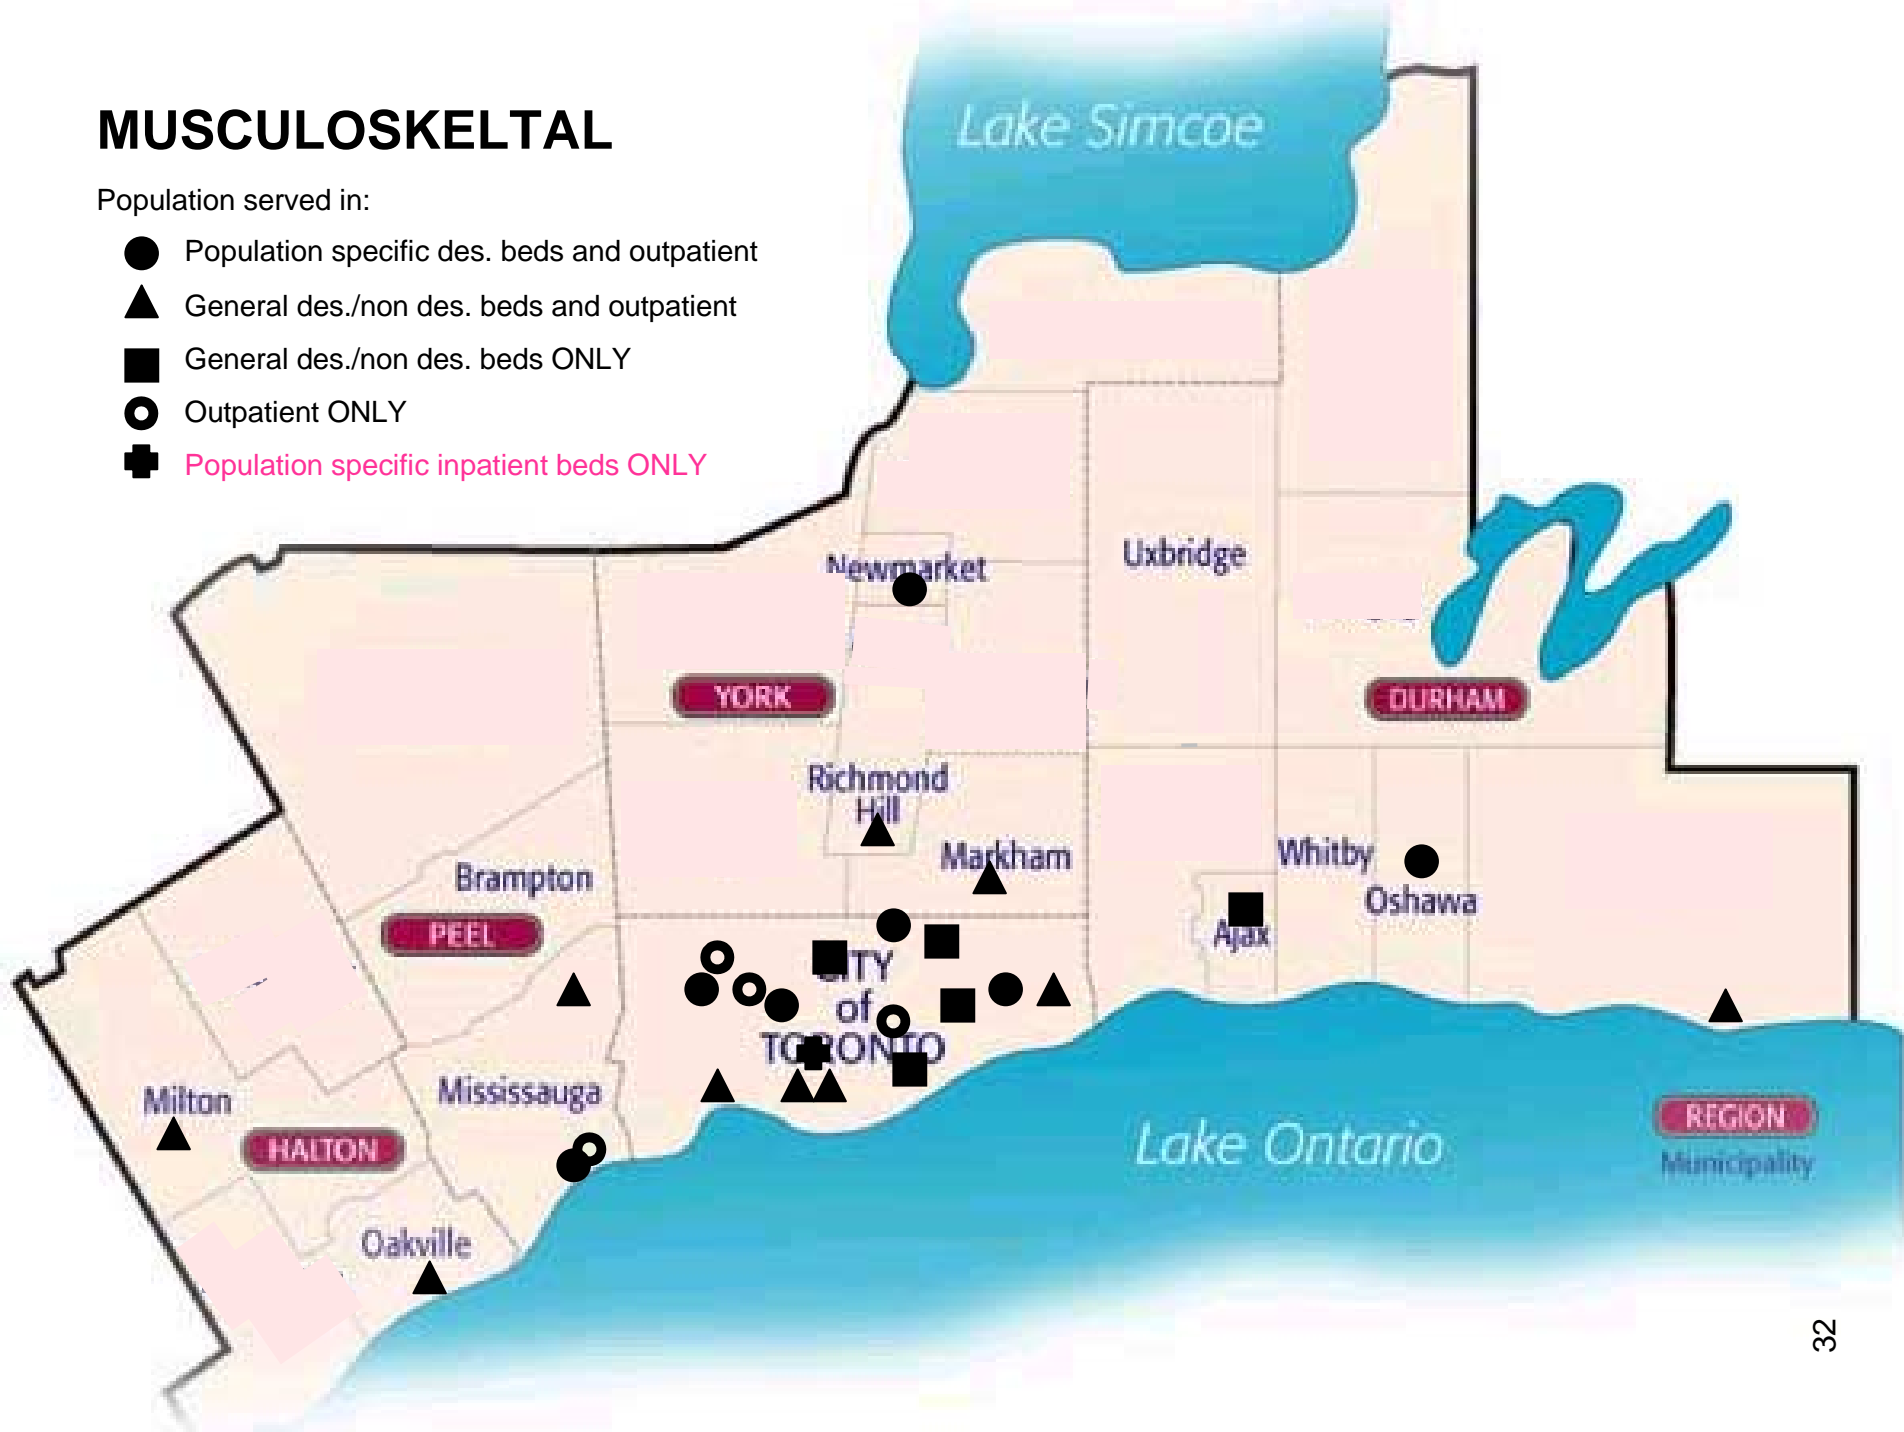 MUSCULOSKELTAL
Population served in:
Population specific des. beds and outpatient
General des./non des. beds and outpatient
General des./non des. beds ONLY
Outpatient ONLY
Population specific inpatient beds ONLY
Lake Simcoe
Newmarket
Uxbridge
YORK
DURHAM
Richmond
Hill
Markham
Whitby
Oshawa
Brampton
PEEL
Ajax
CITY
of
TORONTO
Mississauga
Milton
HALTON
Oakville
Lake Ontario
REGION
Municipality
32